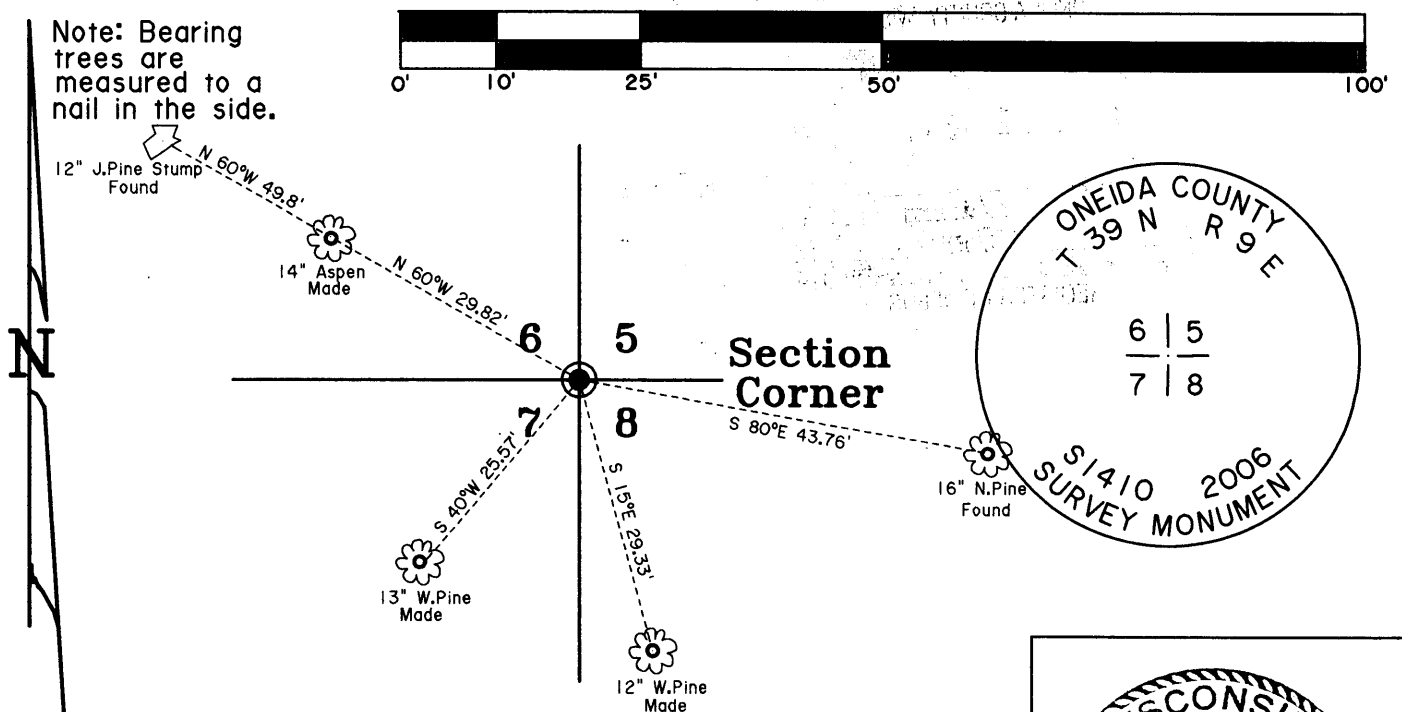 Note: Bearing
trees are
measured to a
nail in the side.
0' 10' 25' 50' 100'
12" J.Pine Stump
Found
N 60°W 49.8'
14" Aspen
Made
N 60°W 29.82'
N
6 5
7 8
Section
Corner
S 80°E 43.76'
16" N.Pine
Found
S 40°W 25.57'
13" W.Pine
Made
S 15°E 29.33'
12" W.Pine
Made
ONEIDA COUNTY
T 39 N R 9 E
6 5
7 8
S1410 2006
SURVEY MONUMENT